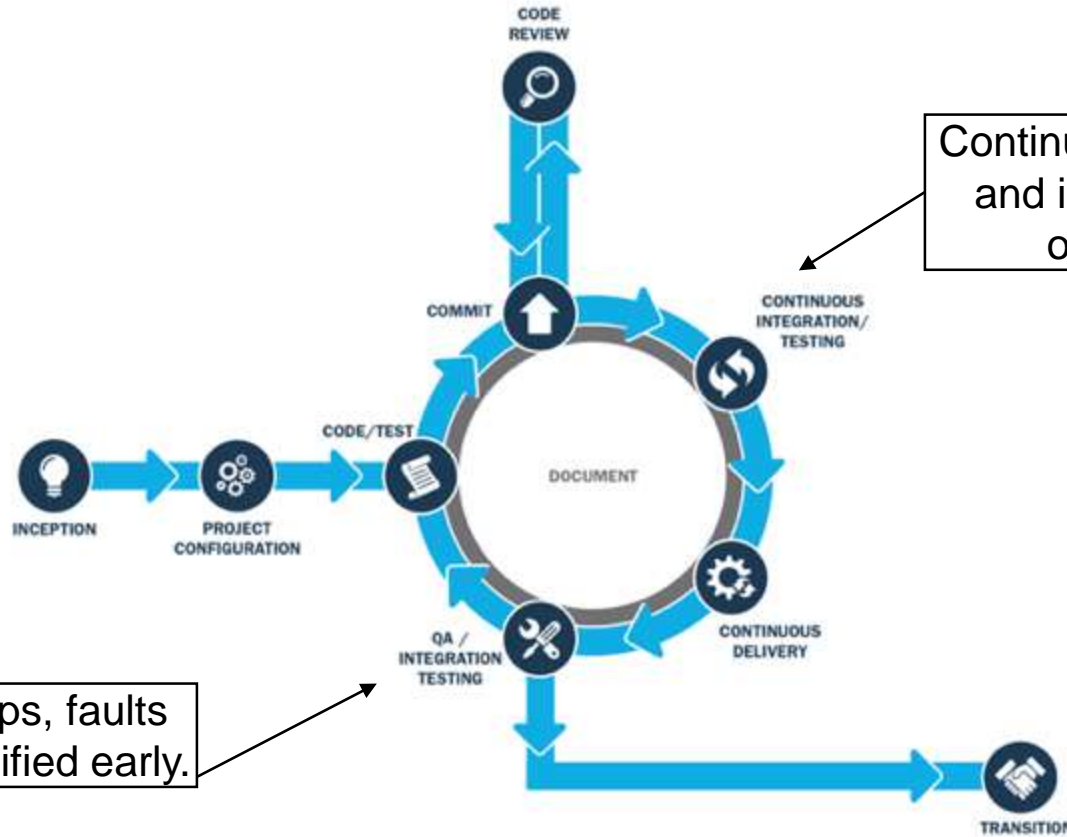 CODE
REVIEW
and i
COMMIT
CONTINUOUS
INTEGRATION/
TESTING
CODE/TEST
DOCUMENT
INCEPTION
PROJECT
CONFIGURATION
QA /
INTEGRATION
TESTING
CONTINUOUS
DELIVERY
ps, faults
ified early.
TRANSITION